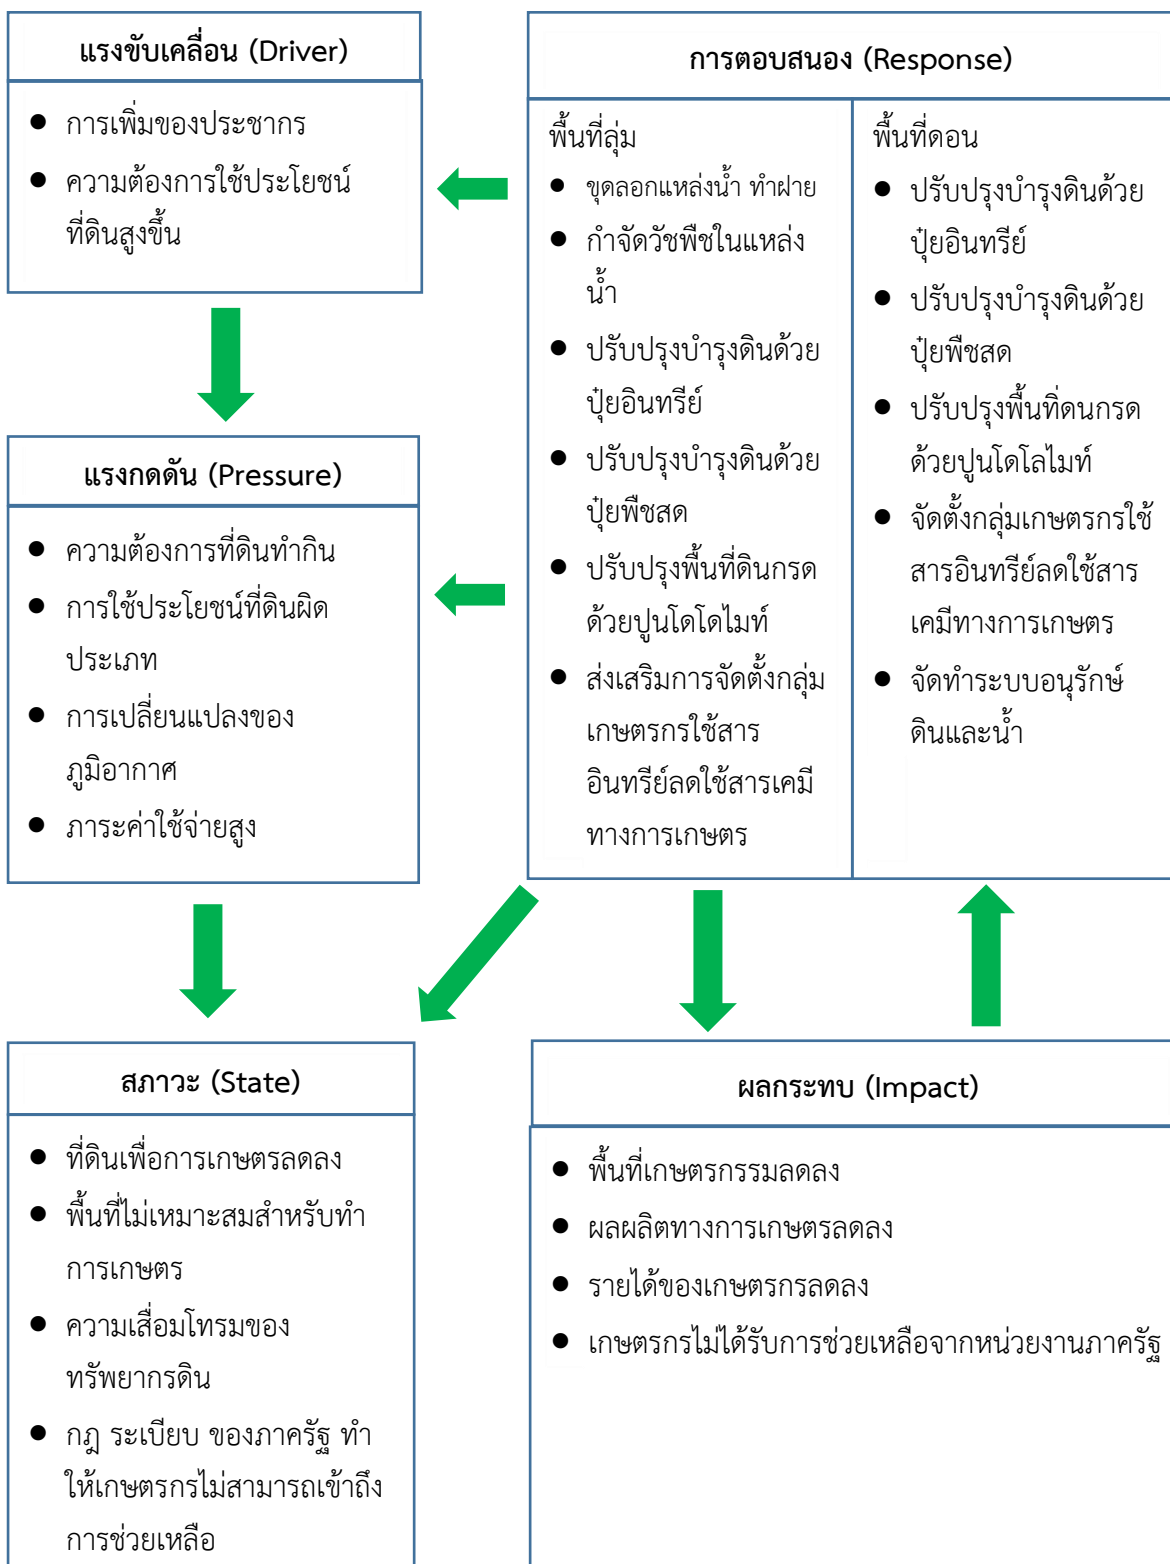 แรงขับเคลื่อน (Driver)
● การเพิ่มของประชากร
● ความต้องการใช้ประโยชน์
ที่ดินสูงขึ้น
แรงกดดัน (Pressure)
● ความต้องการที่ดินทำกิน
● การใช้ประโยชน์ที่ดินผิด
ประเภท
● การเปลี่ยนแปลงของ
ภูมิอากาศ
● ภาระค่าใช้จ่ายสูง
สภาวะ (State)
● ที่ดินเพื่อการเกษตรลดลง
● พื้นที่ไม่เหมาะสมสำหรับทำ
การเกษตร
● ความเสื่อมโทรมของ
ทรัพยากรดิน
● กฎ ระเบียบ ของภาครัฐ ทำ
ให้เกษตรกรไม่สามารถเข้าถึง
การช่วยเหลือ
การตอบสนอง (Response)
พื้นที่ลุ่ม
● ขุดลอกแหล่งน้ำ ทำฝาย
● กำจัดวัชพืชในแหล่ง
น้ำ
● ปรับปรุงบำรุงดินด้วย
ปุ๋ยอินทรีย์
● ปรับปรุงบำรุงดินด้วย
ปุ๋ยพืชสด
● ปรับปรุงพื้นที่ดินกรด
ด้วยปูนโดโดไมท์
● ส่งเสริมการจัดตั้งกลุ่ม
เกษตรกรใช้สาร
อินทรีย์ลดใช้สารเคมี
ทางการเกษตร
พื้นที่ดอน
● ปรับปรุงบำรุงดินด้วย
ปุ๋ยอินทรีย์
● ปรับปรุงบำรุงดินด้วย
ปุ๋ยพืชสด
● ปรับปรุงพื้นที่ดนกรด
ด้วยปูนโดโลไมท์
● จัดตั้งกลุ่มเกษตรกรใช้
สารอินทรีย์ลดใช้สาร
เคมีทางการเกษตร
● จัดทำระบบอนุรักษ์
ดินและน้ำ
ผลกระทบ (Impact)
● พื้นที่เกษตรกรรมลดลง
● ผลผลิตทางการเกษตรลดลง
● รายได้ของเกษตรกรลดลง
● เกษตรกรไม่ได้รับการช่วยเหลือจากหน่วยงานภาครัฐ